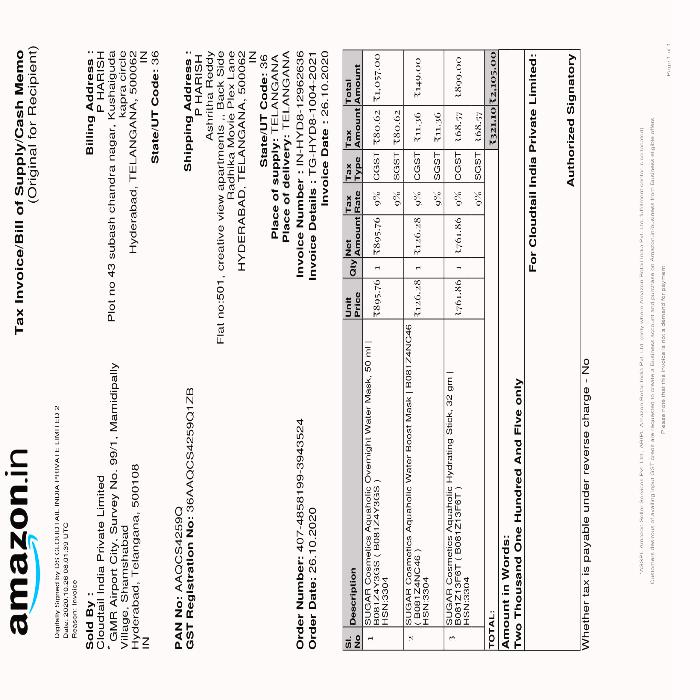 amazon.in
Tax Invoice/Bill of Supply/Cash Memo
(Original for Recipient)
Digitally Signed by DS CLOUDTAIL INDIA PRIVATE LIMITED 2
Date: 2020.10.26 08:01:39 UTC
Reason: Invoice
Sold By :
Cloudtail India Private Limited
* GMR Airport City, Survey No. 99/1, Mamidipally
Village, Shamshabad
Hyderabad, Telangana, 500108
IN
Billing Address :
P HARISH
Plot no 43 subash chandra nagar, Kushaiguda
kapra circle
Hyderabad, TELANGANA, 500062
IN
State/UT Code: 36
PAN No: AAQCS4259Q
GST Registration No: 36AAQCS4259Q1ZB
Shipping Address :
P HARISH
Ashritha Reddy
Flat no:501, creative view apartments ,, Back Side
Radhika Movie Plex Lane
HYDERABAD, TELANGANA, 500062
IN
State/UT Code: 36
Place of supply: TELANGANA
Place of delivery: TELANGANA
Order Number: 407-4858199-3943524
Invoice Number : IN-HYD8-12962636
Order Date: 26.10.2020
Invoice Details : TG-HYD8-1004-2021
Invoice Date : 26.10.2020
Sl. No Description Unit Price Qty Net Amount Tax Rate Tax Type Tax Amount Total Amount
1 SUGAR Cosmetics Aquaholic Overnight Water Mask, 50 ml | ₹895.76 1 ₹895.76 9% CGST ₹80.62 ₹1,057.00
B081Z4Y3GS ( B081Z4Y3GS ) 9% SGST ₹80.62
HSN:3304
2 SUGAR Cosmetics Aquaholic Water Boost Mask | B081Z4NC46 ₹126.28 1 ₹126.28 9% CGST ₹11.36 ₹149.00
( B081Z4NC46 ) 9% SGST ₹11.36
HSN:3304
3 SUGAR Cosmetics Aquaholic Hydrating Stick, 32 gm | ₹761.86 1 ₹761.86 9% CGST ₹68.57 ₹899.00
B081Z13F6T ( B081Z13F6T ) 9% SGST ₹68.57
HSN:3304
TOTAL: ₹321.10 ₹2,105.00
Amount in Words:
Two Thousand One Hundred And Five only
For Cloudtail India Private Limited:
Authorized Signatory
Whether tax is payable under reverse charge - No
Please note that this invoice is not a demand for payment
Page 1 of 1